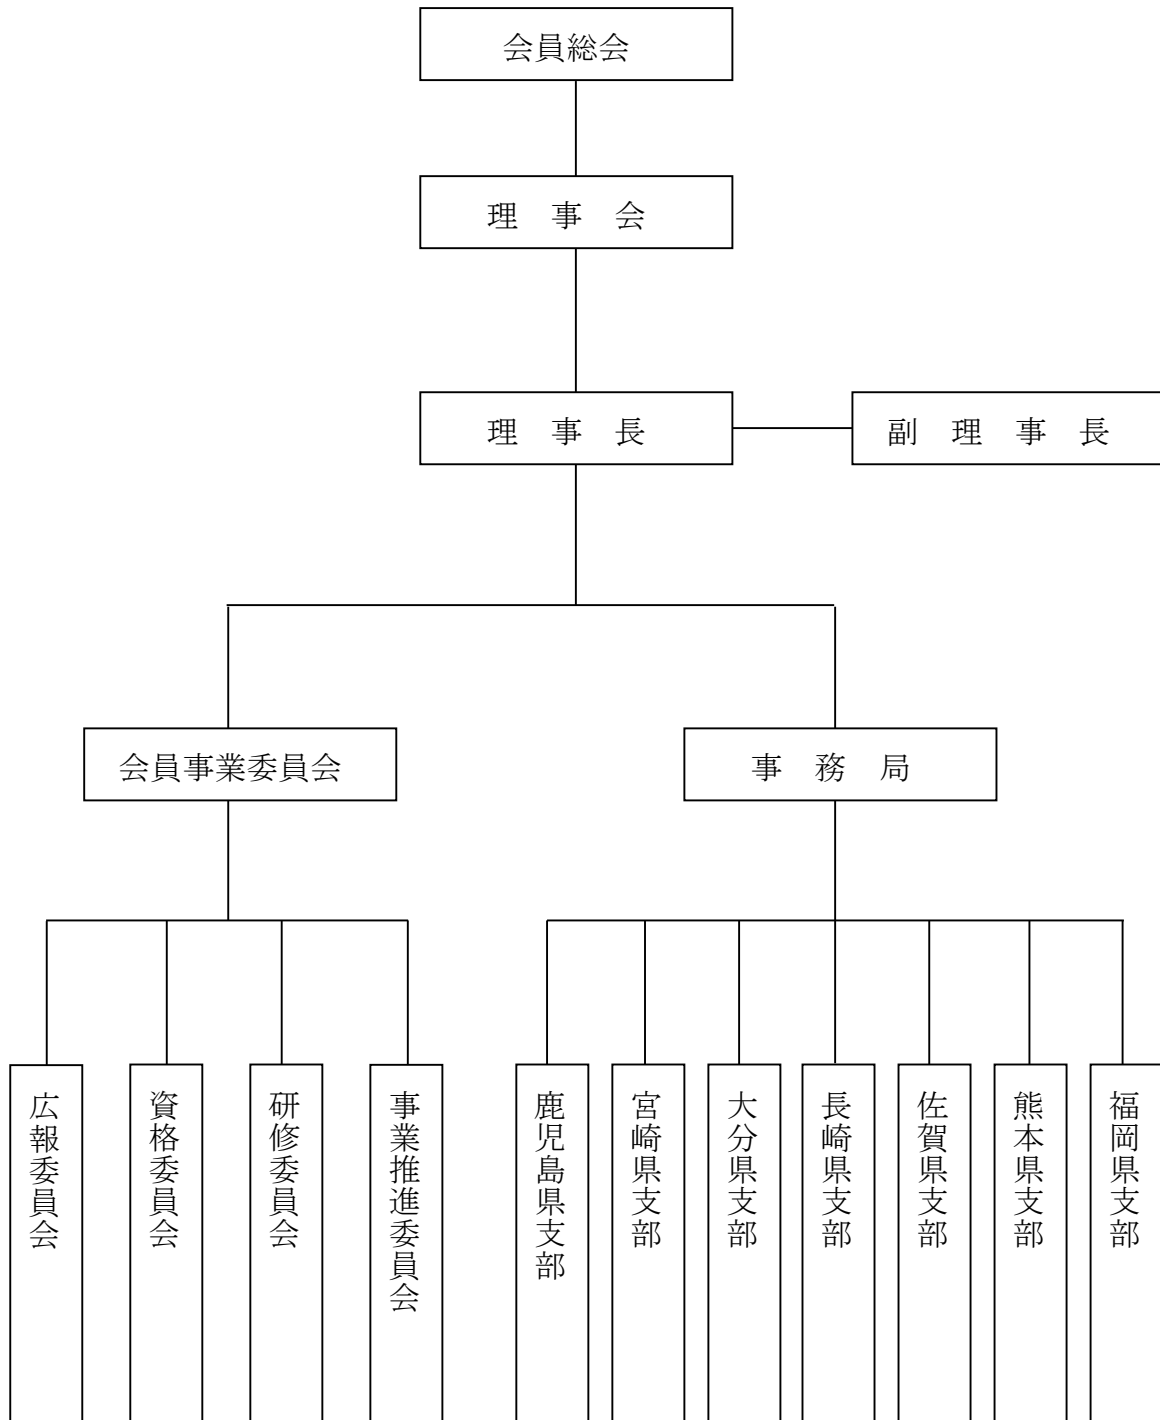 会員総会
理　事　会
理　事　長
副　理　事　長
会員事業委員会
事　務　局
広報委員会
資格委員会
研修委員会
事業推進委員会
鹿児島県支部
宮崎県支部
大分県支部
長崎県支部
佐賀県支部
熊本県支部
福岡県支部